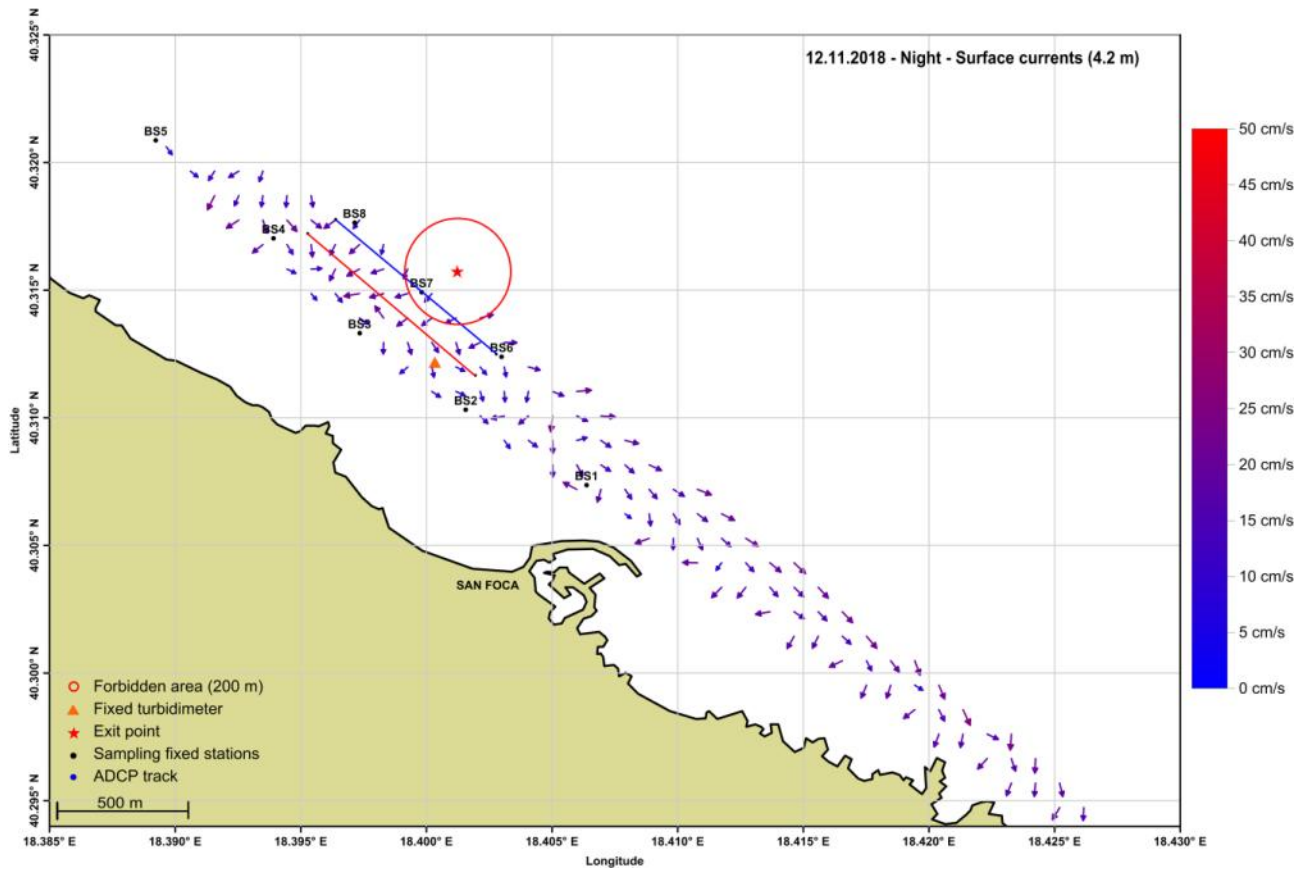 12.11.2018 - Night - Surface currents (4.2 m)
40.325° N
40.320° N
40.315° N
40.310° N
40.305° N
40.300° N
40.295° N
Latitude
BS5
BS8
BS4
BS7
BS3
BS6
BS2
BS1
SAN FOCA
50 cm/s
45 cm/s
40 cm/s
35 cm/s
30 cm/s
25 cm/s
20 cm/s
15 cm/s
10 cm/s
5 cm/s
0 cm/s
Forbidden area (200 m)
Fixed turbidimeter
Exit point
Sampling fixed stations
ADCP track
500 m
18.385° E
18.390° E
18.395° E
18.400° E
18.405° E
18.410° E
18.415° E
18.420° E
18.425° E
18.430° E
Longitude